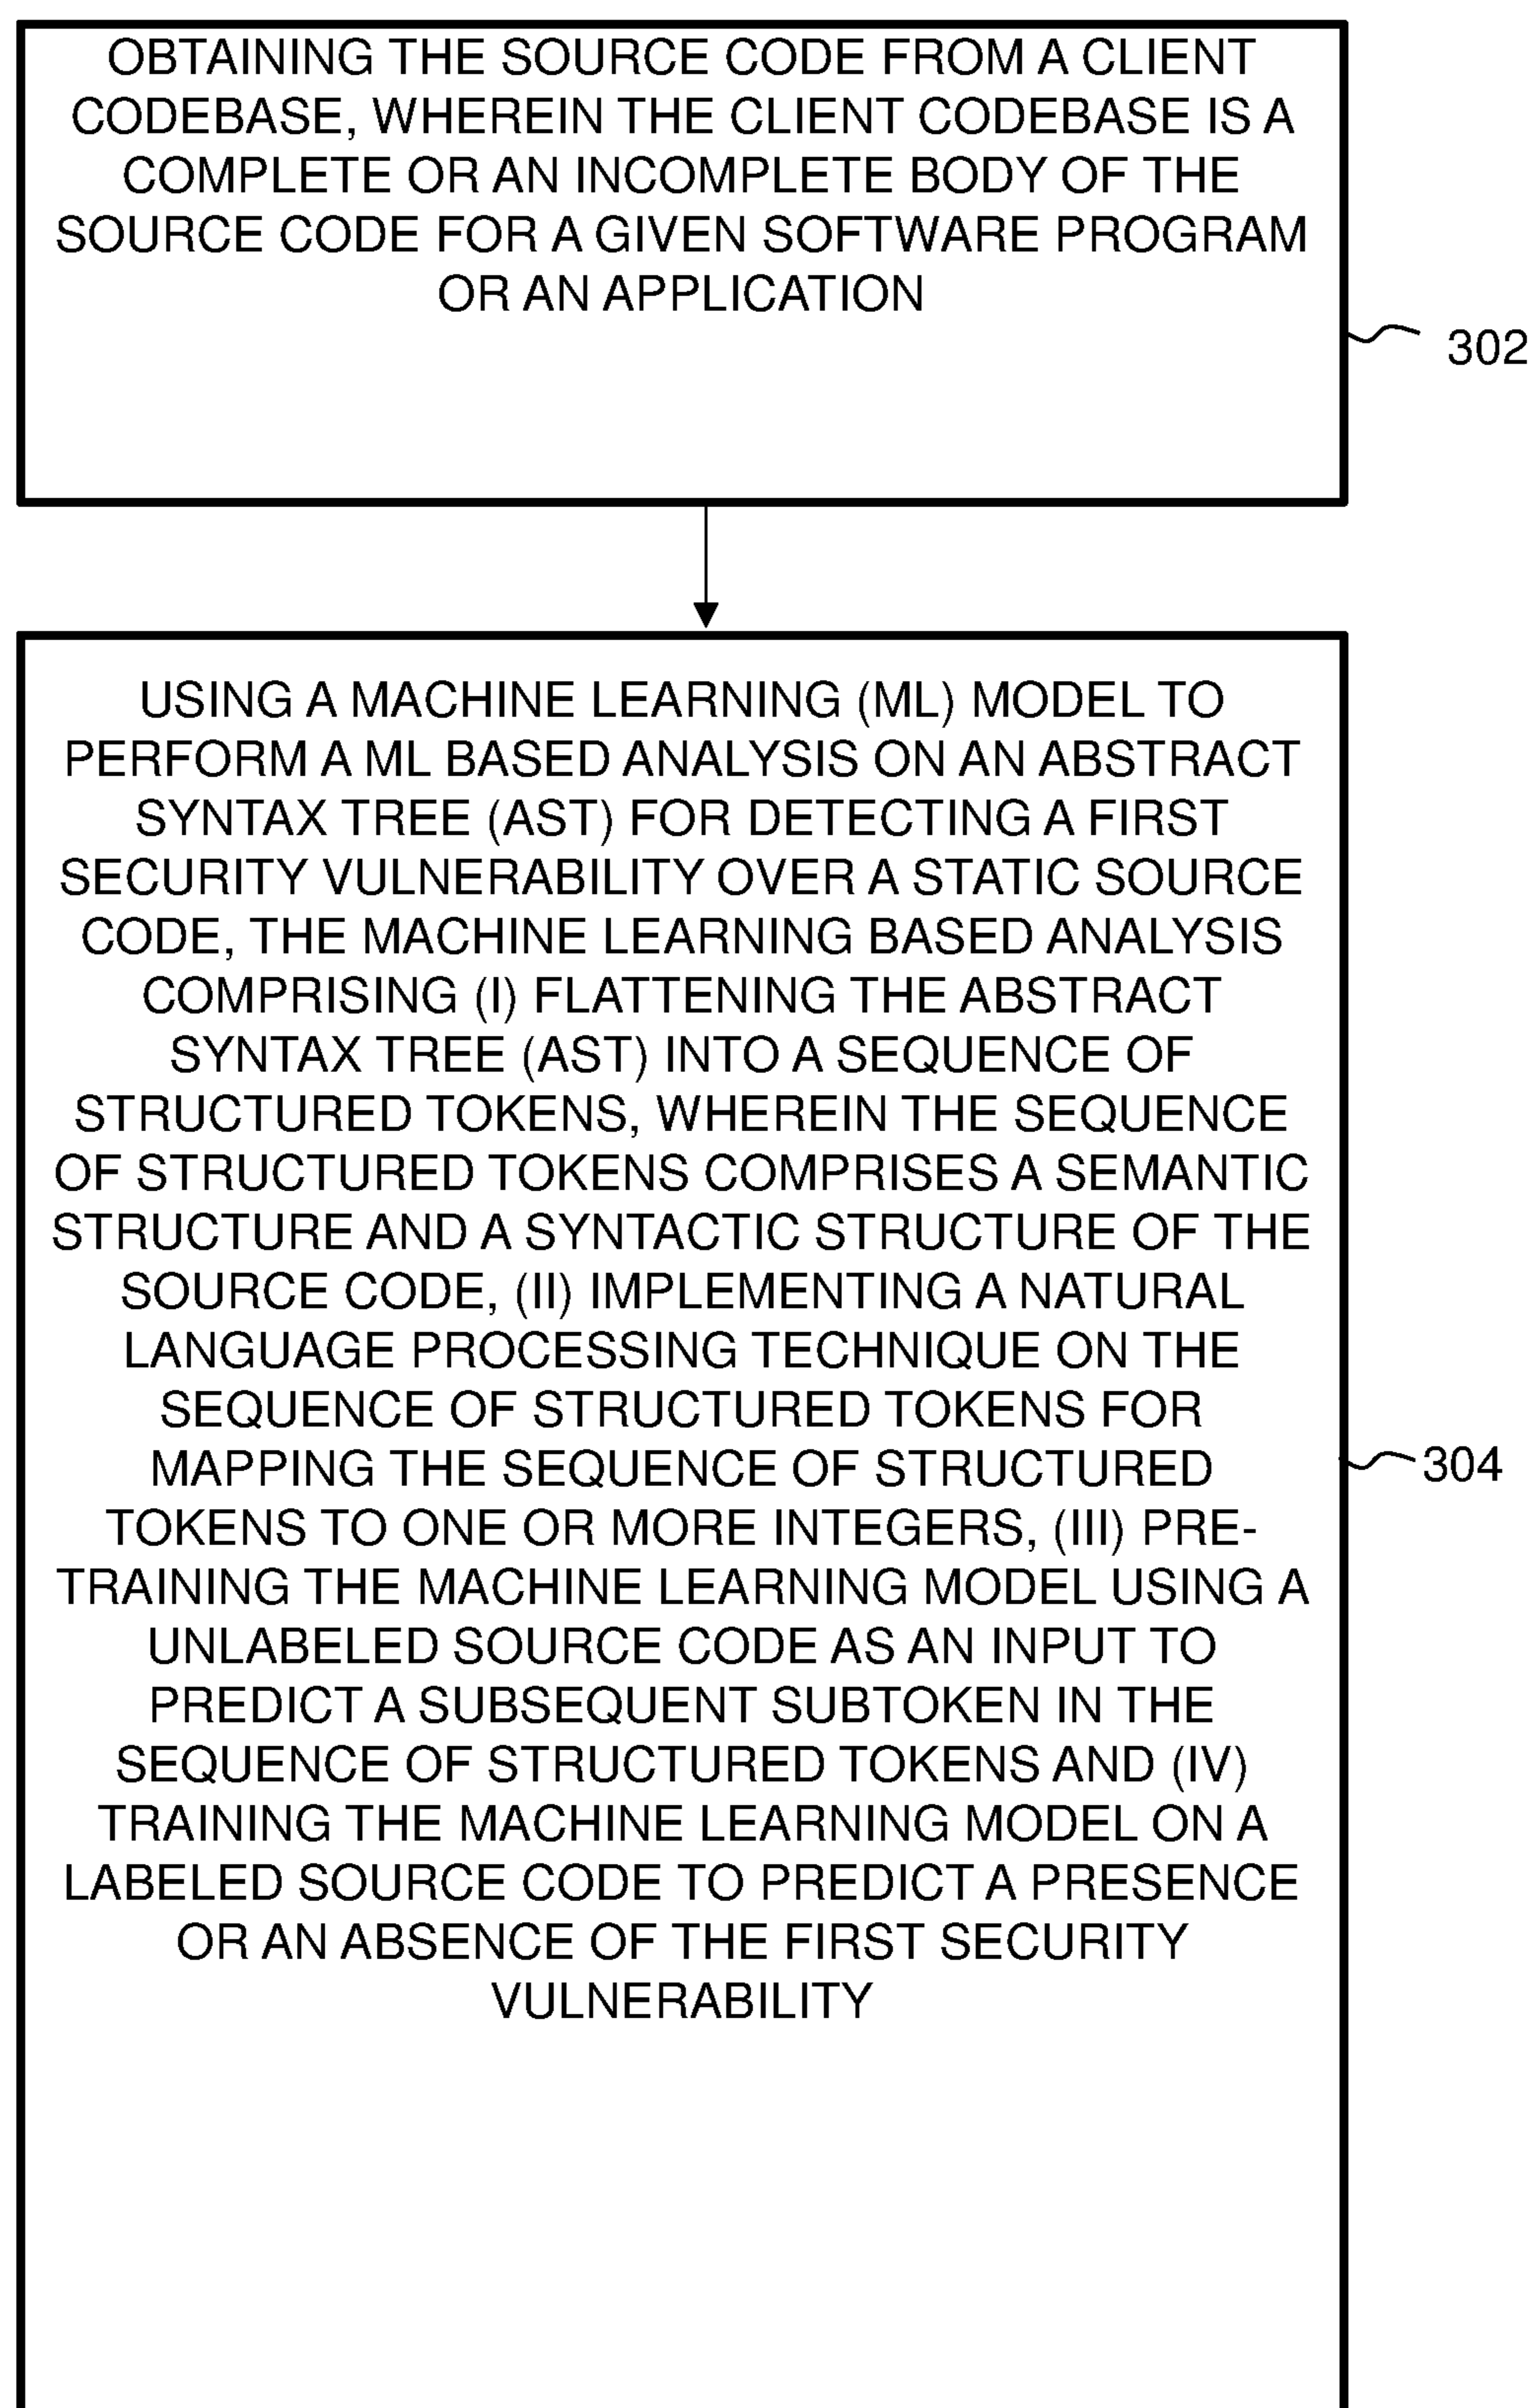 OBTAINING THE SOURCE CODE FROM A CLIENT
CODEBASE, WHEREIN THE CLIENT CODEBASE IS A
COMPLETE OR AN INCOMPLETE BODY OF THE
SOURCE CODE FOR A GIVEN SOFTWARE PROGRAM
OR AN APPLICATION
302
USING A MACHINE LEARNING (ML) MODEL TO
PERFORM A ML BASED ANALYSIS ON AN ABSTRACT
SYNTAX TREE (AST) FOR DETECTING A FIRST
SECURITY VULNERABILITY OVER A STATIC SOURCE
CODE, THE MACHINE LEARNING BASED ANALYSIS
COMPRISING (I) FLATTENING THE ABSTRACT
SYNTAX TREE (AST) INTO A SEQUENCE OF
STRUCTURED TOKENS, WHEREIN THE SEQUENCE
OF STRUCTURED TOKENS COMPRISES A SEMANTIC
STRUCTURE AND A SYNTACTIC STRUCTURE OF THE
SOURCE CODE, (II) IMPLEMENTING A NATURAL
LANGUAGE PROCESSING TECHNIQUE ON THE
SEQUENCE OF STRUCTURED TOKENS FOR
MAPPING THE SEQUENCE OF STRUCTURED
TOKENS TO ONE OR MORE INTEGERS, (III) PRE-
TRAINING THE MACHINE LEARNING MODEL USING A
UNLABELED SOURCE CODE AS AN INPUT TO
PREDICT A SUBSEQUENT SUBTOKEN IN THE
SEQUENCE OF STRUCTURED TOKENS AND (IV)
TRAINING THE MACHINE LEARNING MODEL ON A
LABELED SOURCE CODE TO PREDICT A PRESENCE
OR AN ABSENCE OF THE FIRST SECURITY
VULNERABILITY
304